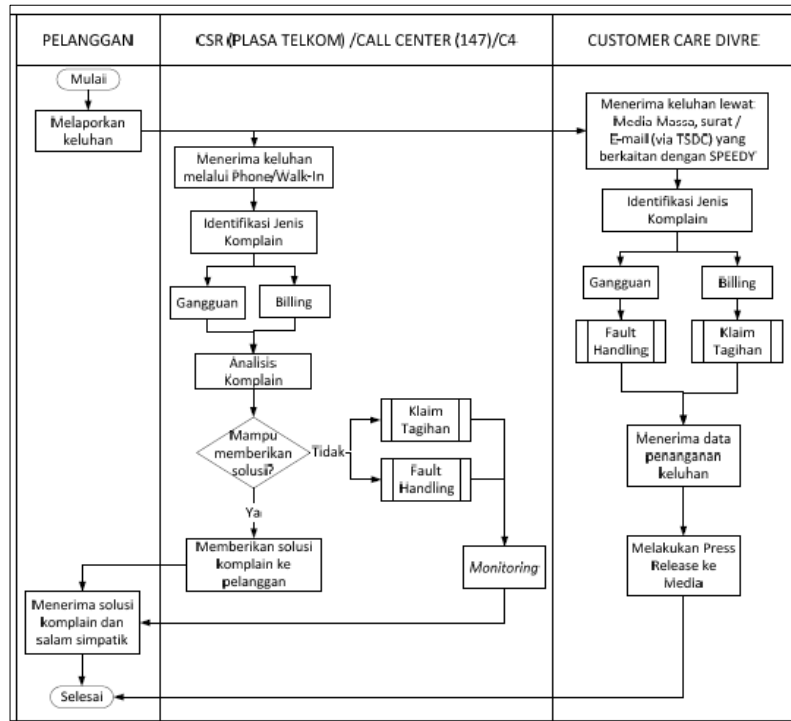 PELANGGAN
CSR (PLASA TELKOM) /CALL CENTER (147)/C4
CUSTOMER CARE DIVRE
Mulai
Melaporkan
keluhan
Menerima keluhan
melalui Phone/Walk-In
Identifikasi Jenis
Komplain
Gangguan
Billing
Analisis
Komplain
Mampu
memberikan
solusi?
Tidak
Ya
Klaim
Tagihan
Fault
Handling
Memberikan solusi
komplain ke
pelanggan
Monitoring
Menerima solusi
komplain dan
salam simpatik
Selesai
Menerima keluhan lewat
Media Massa, surat /
E-mail (via TSDC) yang
berkaitan dengan SPEEDY
Identifikasi Jenis
Komplain
Gangguan
Billing
Fault
Handling
Klaim
Tagihan
Menerima data
penanganan
keluhan
Melakukan Press
Release ke
Media